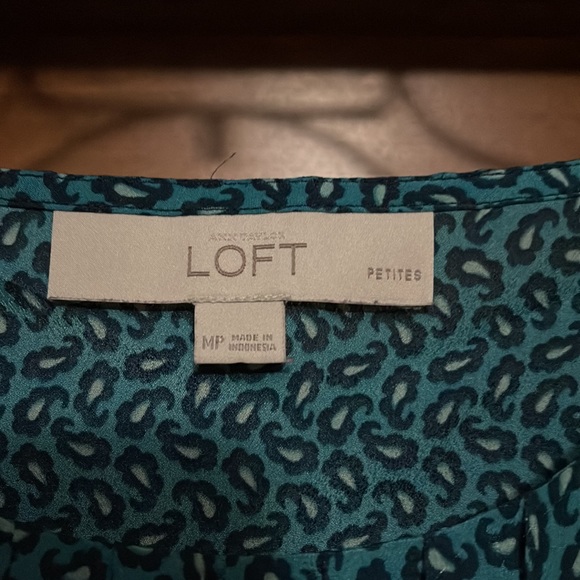 ANN TAYLOR
LOFT
PETITES
MP
MADE IN
INDONESIA